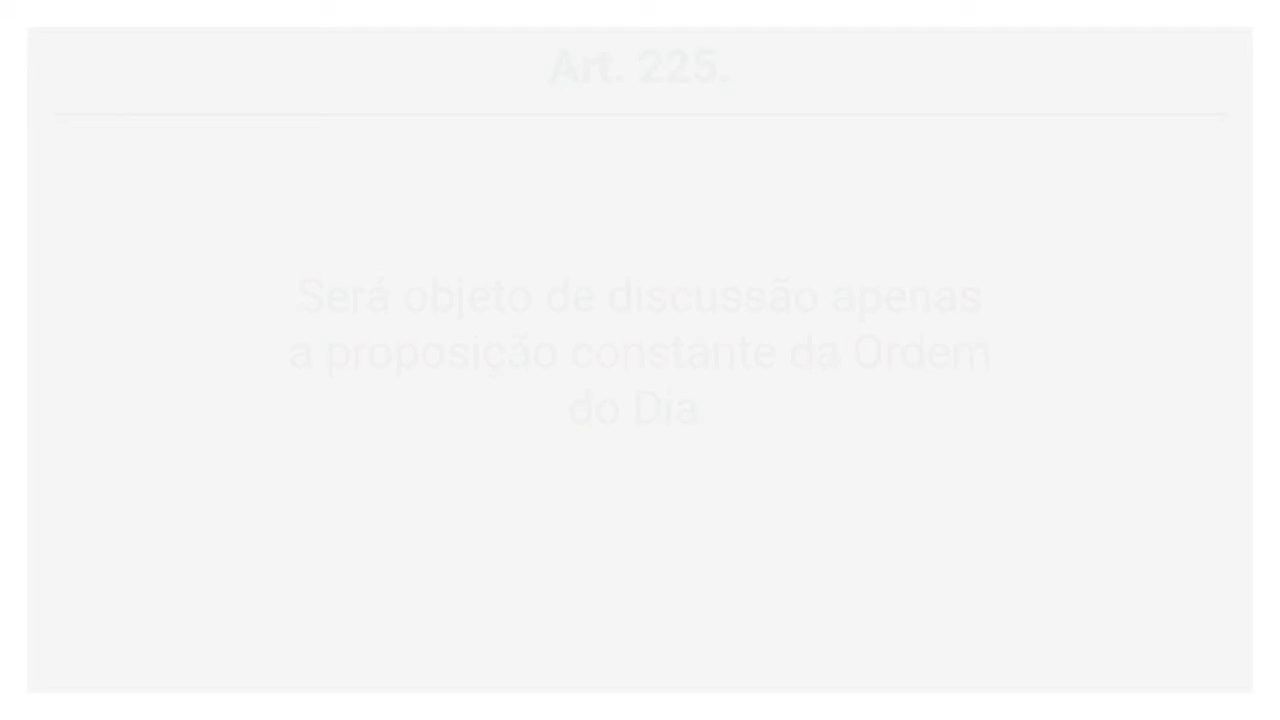 Art. 225.
Será objeto de discussão apenas
a proposição constante da Ordem
do Dia.